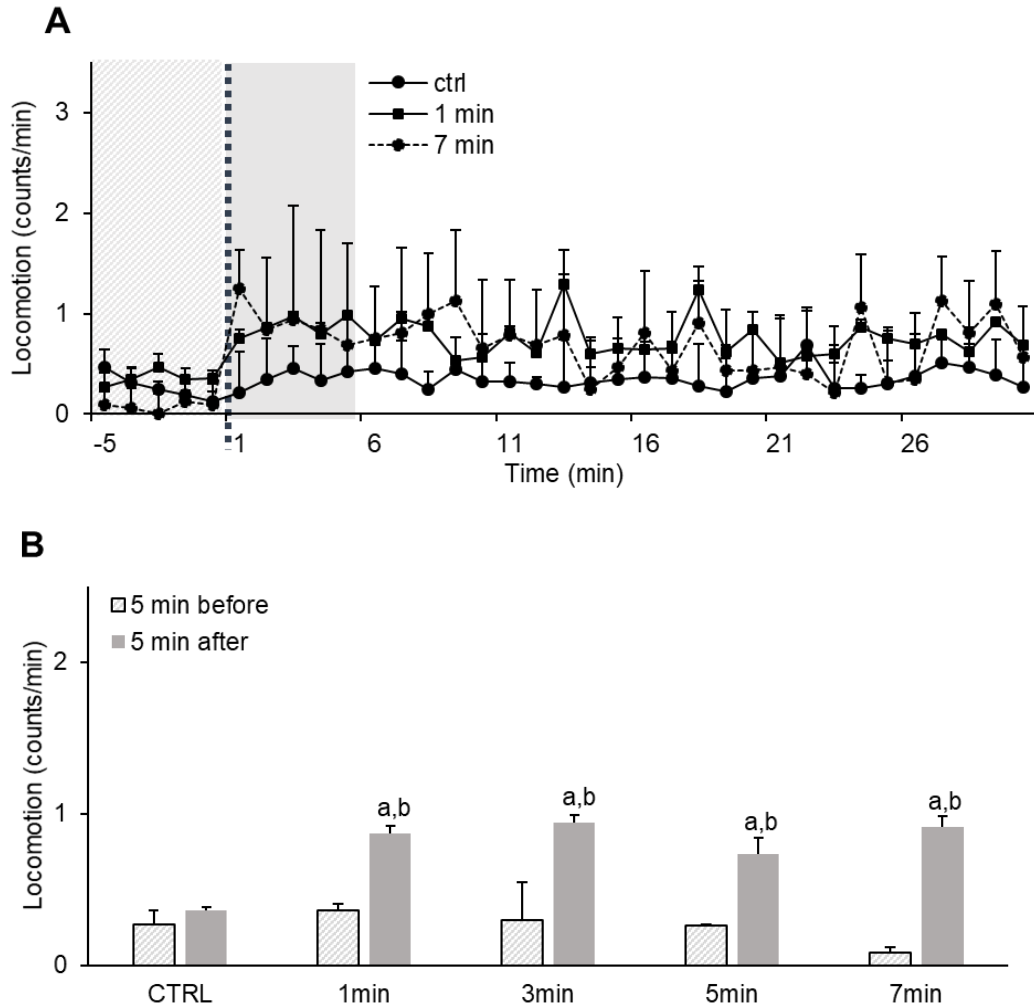 A
Locomotion (counts/min)
3
2
1
0
ctrl
1 min
7 min
-5
1
6
11
16
21
26
Time (min)
B
Locomotion (counts/min)
2
1
0
5 min before
5 min after
a,b
a,b
a,b
a,b
CTRL
1min
3min
5min
7min